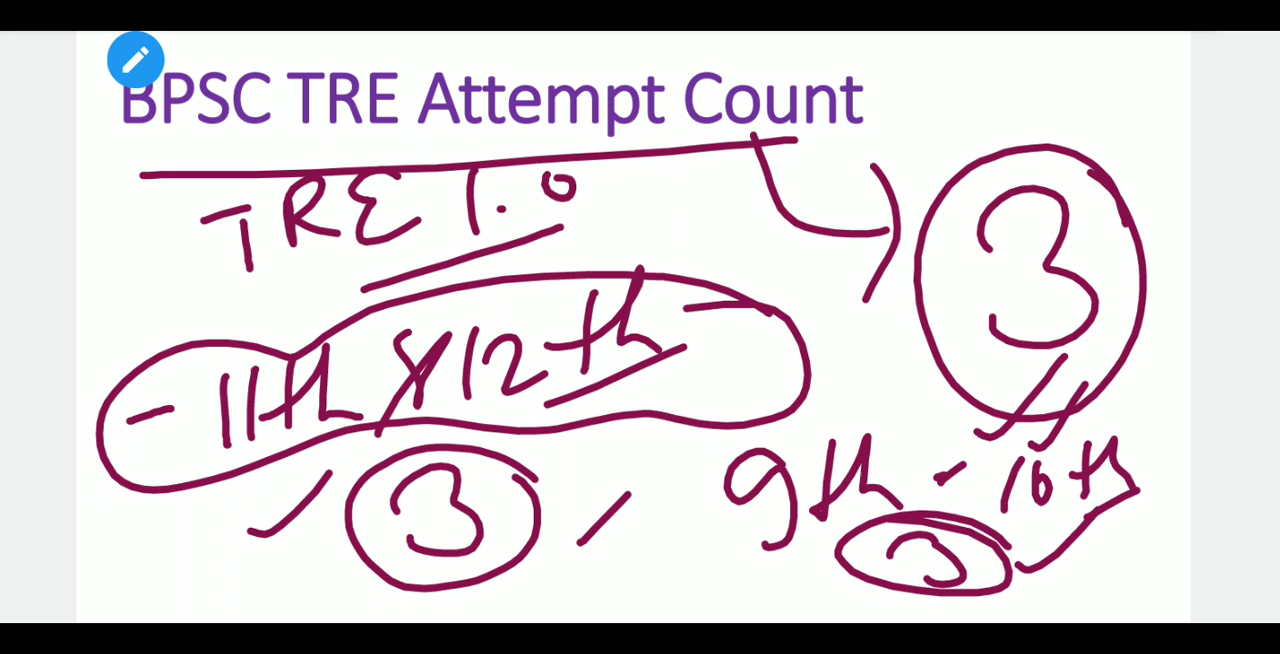 BPSC TRE Attempt Count
TRE 1.0
3
- 11th & 12th -
3
9th - 10th
3